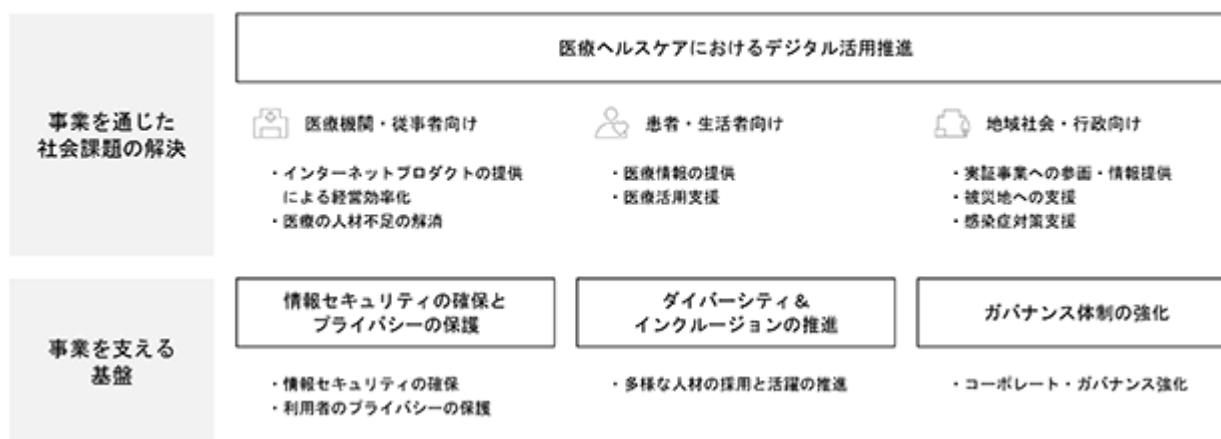 医療ヘルスケアにおけるデジタル活用推進
事業を通じた
社会課題の解決
医療機関・従事者向け
・インターネットプロダクトの提供
による経営効率化
・医療の人材不足の解消
患者・生活者向け
・医療情報の提供
・医療活用支援
地域社会・行政向け
・実証事業への参画・情報提供
・被災地への支援
・感染症対策支援
事業を支える
基盤
情報セキュリティの確保と
プライバシーの保護
・情報セキュリティの確保
・利用者のプライバシーの保護
ダイバーシティ＆
インクルージョンの推進
・多様な人材の採用と活躍の推進
ガバナンス体制の強化
・コーポレート・ガバナンス強化